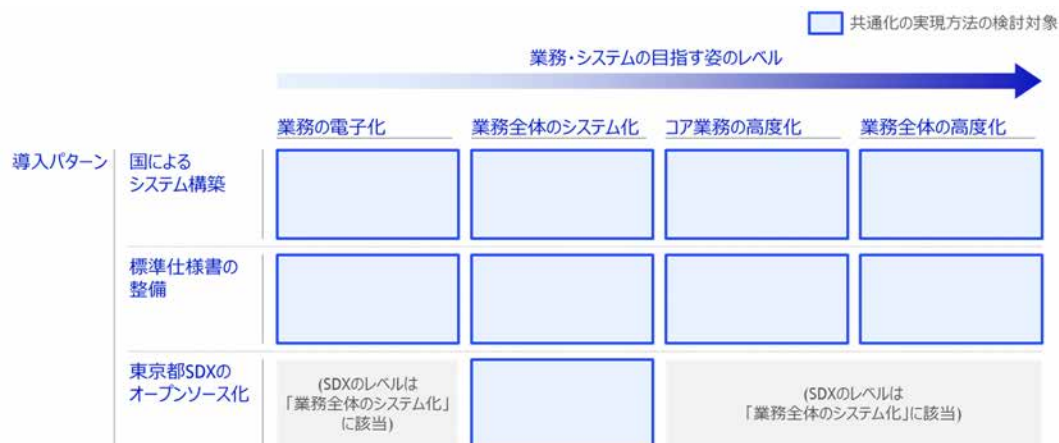 共通化の実現方法の検討対象
業務・システムの目指す姿のレベル
業務の電子化
業務全体のシステム化
コア業務の高度化
業務全体の高度化
導入パターン
国による
システム構築
標準仕様書の
整備
東京都SDXの
オープンソース化
(SDXのレベルは
「業務全体のシステム化」
に該当)
(SDXのレベルは
「業務全体のシステム化」に該当)